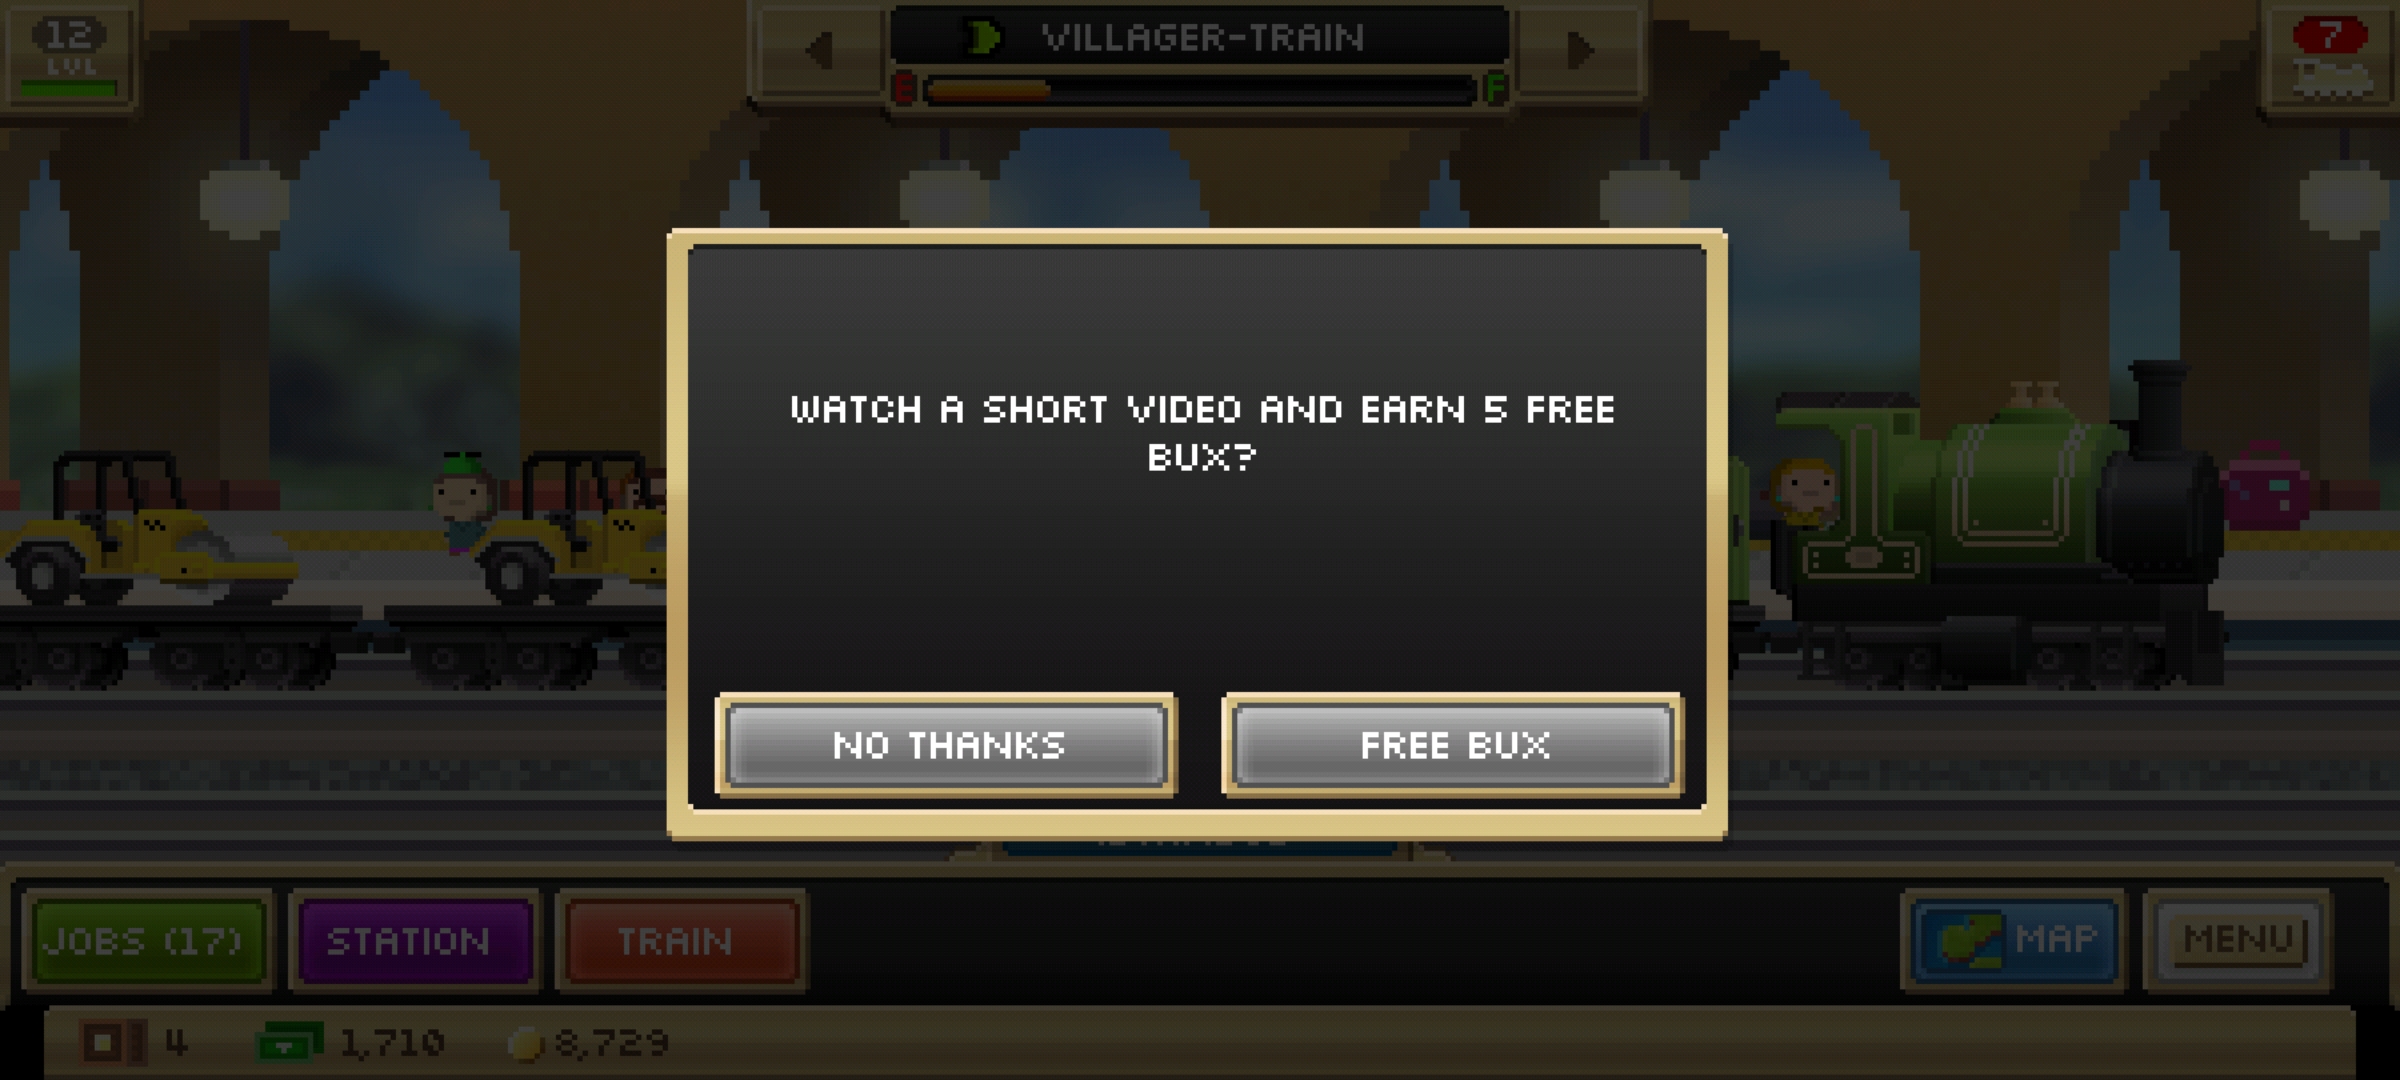 12
LVL
VILLAGER-TRAIN
E F
7
WATCH A SHORT VIDEO AND EARN 5 FREE
BUX?
NO THANKS FREE BUX
JOBS (17) STATION TRAIN MAP MENU
4 1,710 8,729